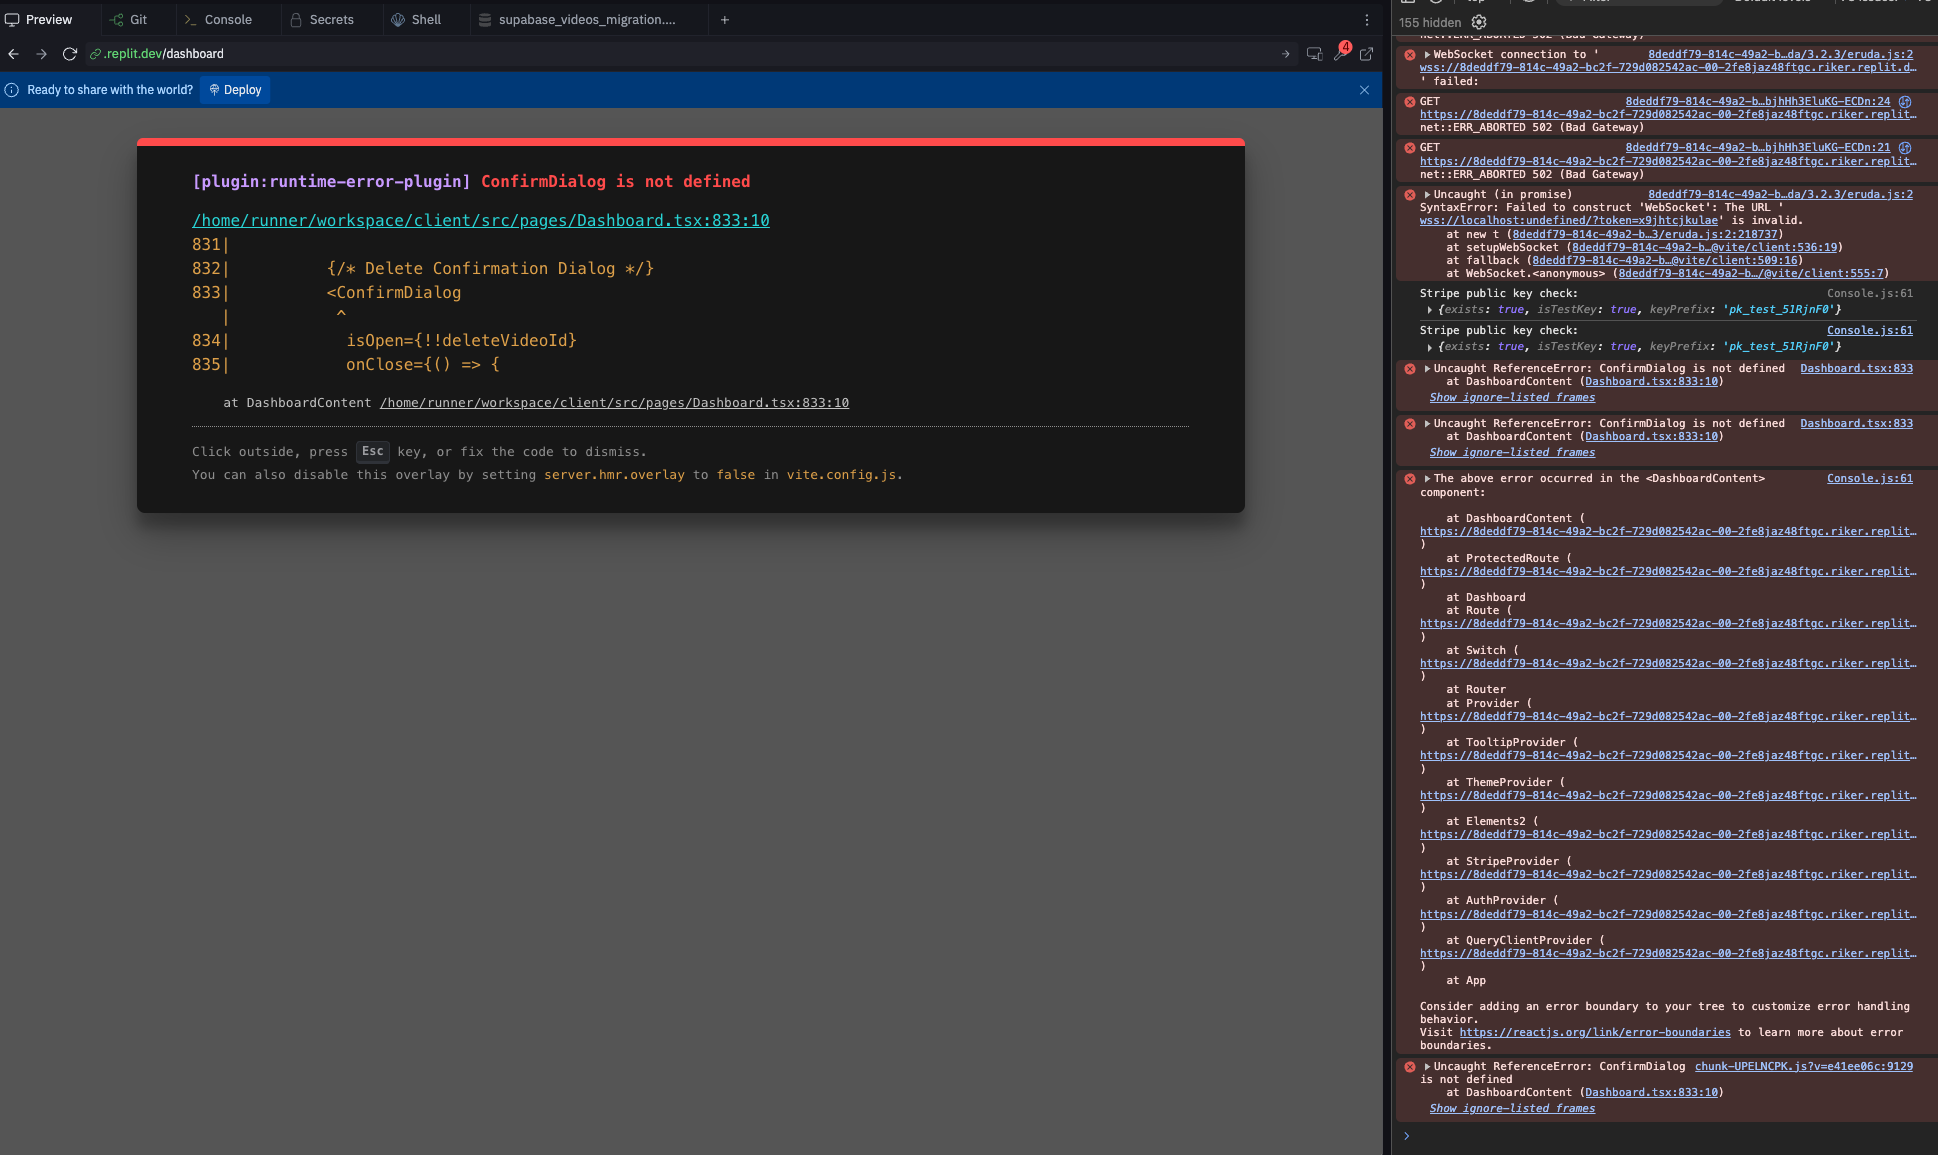 Preview
Git
Console
Secrets
Shell
supabase_videos_migration....
.replit.dev/dashboard
4
Ready to share with the world?
Deploy
[plugin:runtime-error-plugin] ConfirmDialog is not defined
/home/runner/workspace/client/src/pages/Dashboard.tsx:833:10
831|
832|          {/* Delete Confirmation Dialog */}
833|          <ConfirmDialog
   |           ^
834|            isOpen={!!deleteVideoId}
835|            onClose={() => {
at DashboardContent /home/runner/workspace/client/src/pages/Dashboard.tsx:833:10
Click outside, press Esc key, or fix the code to dismiss.
You can also disable this overlay by setting server.hmr.overlay to false in vite.config.js.
155 hidden
net::ERR_ABORTED 502 (Bad Gateway)
WebSocket connection to ' 8deddf79-814c-49a2-b…da/3.2.3/eruda.js:2
wss://8deddf79-814c-49a2-bc2f-729d082542ac-00-2fe8jaz48ftgc.riker.replit.d…
' failed:
GET 8deddf79-814c-49a2-b…bjhHh3EluKG-ECDn:24
https://8deddf79-814c-49a2-bc2f-729d082542ac-00-2fe8jaz48ftgc.riker.replit…
net::ERR_ABORTED 502 (Bad Gateway)
GET 8deddf79-814c-49a2-b…bjhHh3EluKG-ECDn:21
https://8deddf79-814c-49a2-bc2f-729d082542ac-00-2fe8jaz48ftgc.riker.replit…
net::ERR_ABORTED 502 (Bad Gateway)
Uncaught (in promise) 8deddf79-814c-49a2-b…da/3.2.3/eruda.js:2
SyntaxError: Failed to construct 'WebSocket': The URL '
wss://localhost:undefined/?token=x9jhtcjkulae' is invalid.
at new t (8deddf79-814c-49a2-b…3/eruda.js:2:218737)
at setupWebSocket (8deddf79-814c-49a2-b…@vite/client:536:19)
at fallback (8deddf79-814c-49a2-b…@vite/client:509:16)
at WebSocket.<anonymous> (8deddf79-814c-49a2-b…/@vite/client:555:7)
Stripe public key check: Console.js:61
{exists: true, isTestKey: true, keyPrefix: 'pk_test_51RjnF0'}
Stripe public key check: Console.js:61
{exists: true, isTestKey: true, keyPrefix: 'pk_test_51RjnF0'}
Uncaught ReferenceError: ConfirmDialog is not defined Dashboard.tsx:833
at DashboardContent (Dashboard.tsx:833:10)
Show ignore-listed frames
Uncaught ReferenceError: ConfirmDialog is not defined Dashboard.tsx:833
at DashboardContent (Dashboard.tsx:833:10)
Show ignore-listed frames
The above error occurred in the <DashboardContent> Console.js:61
component:
at DashboardContent (
https://8deddf79-814c-49a2-bc2f-729d082542ac-00-2fe8jaz48ftgc.riker.replit…
)
at ProtectedRoute (
https://8deddf79-814c-49a2-bc2f-729d082542ac-00-2fe8jaz48ftgc.riker.replit…
)
at Dashboard
at Route (
https://8deddf79-814c-49a2-bc2f-729d082542ac-00-2fe8jaz48ftgc.riker.replit…
)
at Switch (
https://8deddf79-814c-49a2-bc2f-729d082542ac-00-2fe8jaz48ftgc.riker.replit…
)
at Router
at Provider (
https://8deddf79-814c-49a2-bc2f-729d082542ac-00-2fe8jaz48ftgc.riker.replit…
)
at TooltipProvider (
https://8deddf79-814c-49a2-bc2f-729d082542ac-00-2fe8jaz48ftgc.riker.replit…
)
at ThemeProvider (
https://8deddf79-814c-49a2-bc2f-729d082542ac-00-2fe8jaz48ftgc.riker.replit…
)
at Elements2 (
https://8deddf79-814c-49a2-bc2f-729d082542ac-00-2fe8jaz48ftgc.riker.replit…
)
at StripeProvider (
https://8deddf79-814c-49a2-bc2f-729d082542ac-00-2fe8jaz48ftgc.riker.replit…
)
at AuthProvider (
https://8deddf79-814c-49a2-bc2f-729d082542ac-00-2fe8jaz48ftgc.riker.replit…
)
at QueryClientProvider (
https://8deddf79-814c-49a2-bc2f-729d082542ac-00-2fe8jaz48ftgc.riker.replit…
)
at App
Consider adding an error boundary to your tree to customize error handling
behavior.
Visit https://reactjs.org/link/error-boundaries to learn more about error
boundaries.
Uncaught ReferenceError: ConfirmDialog chunk-UPELNCPK.js?v=e41ee06c:9129
is not defined
at DashboardContent (Dashboard.tsx:833:10)
Show ignore-listed frames